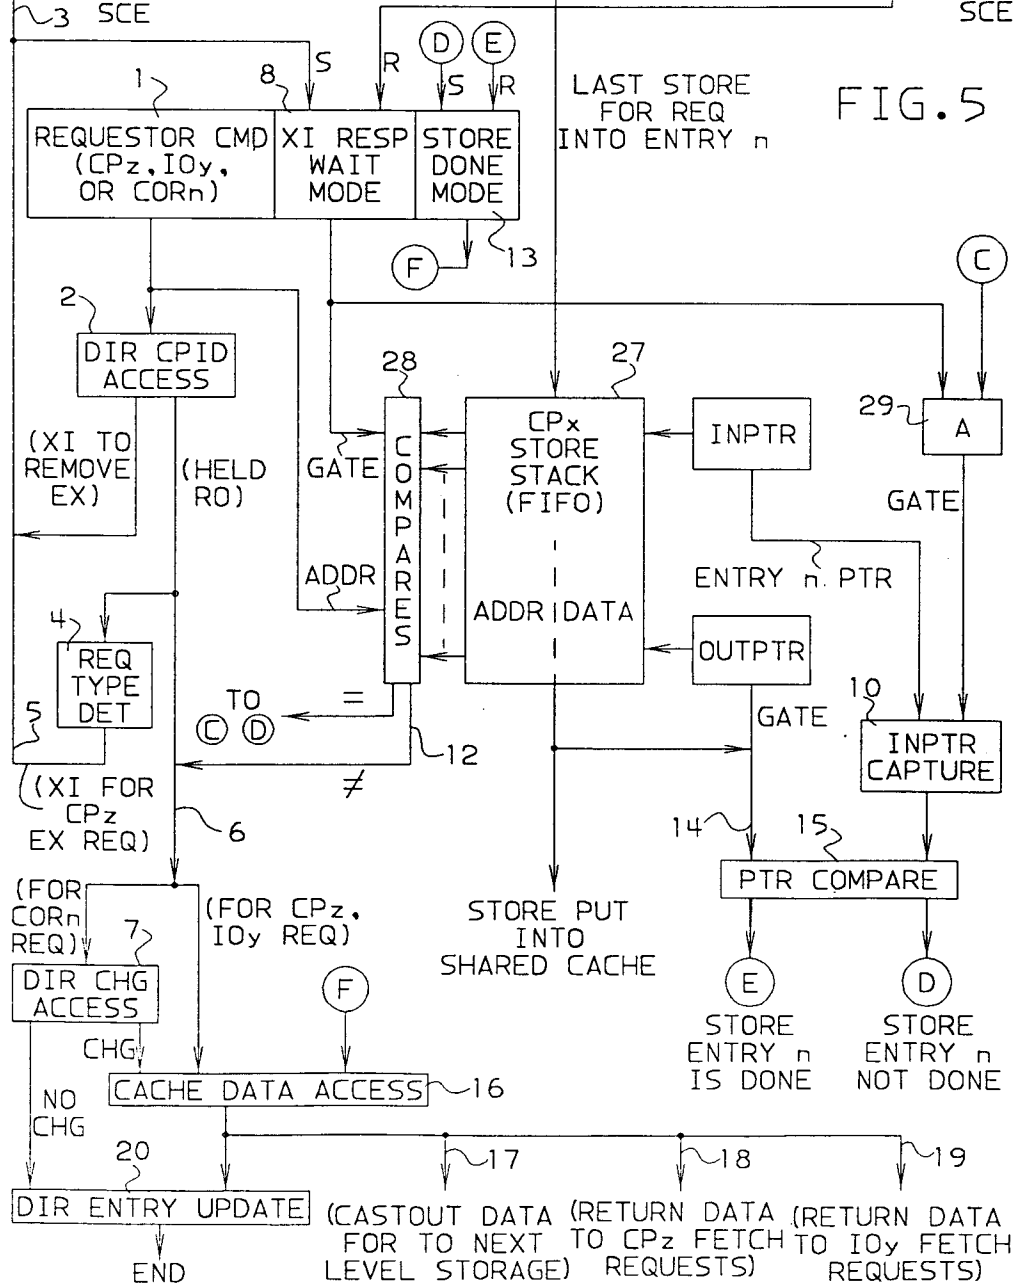 3
SCE
SCE
D
E
S
R
S
R
LAST STORE
FOR REQ
INTO ENTRY n
FIG.5
1
8
REQUESTOR CMD
(CPz, IOy,
OR CORn)
XI RESP
WAIT
MODE
STORE
DONE
MODE
13
F
C
2
DIR CPID
ACCESS
28
27
29
A
CPx
STORE
STACK
(FIFO)
INPTR
COMPARES
(XI TO
REMOVE
EX)
(HELD
RO)
GATE
GATE
ADDR
ENTRY n PTR
ADDR
DATA
OUTPTR
4
REQ
TYPE
DET
5
TO
C D
=
12
≠
GATE
10
INPTR
CAPTURE
(XI FOR
CPz
EX REQ)
6
14
15
PTR COMPARE
(FOR
CORn
REQ)
(FOR CPz,
IOy REQ)
7
DIR CHG
ACCESS
STORE PUT
INTO
SHARED CACHE
F
E
D
STORE
ENTRY n
IS DONE
STORE
ENTRY n
NOT DONE
CHG
CACHE DATA ACCESS
16
NO
CHG
17
18
19
20
DIR ENTRY UPDATE
(CASTOUT DATA
FOR TO NEXT
LEVEL STORAGE)
(RETURN DATA
TO CPz FETCH
REQUESTS)
(RETURN DATA
TO IOy FETCH
REQUESTS)
END